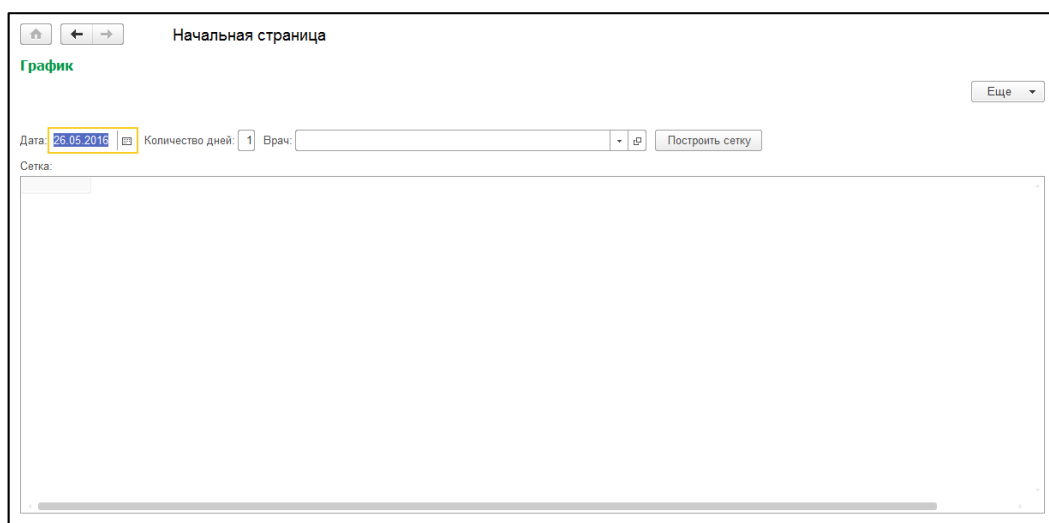 Начальная страница
График
Еще
Дата: 26.05.2016 Количество дней: 1 Врач: Построить сетку
Сетка: